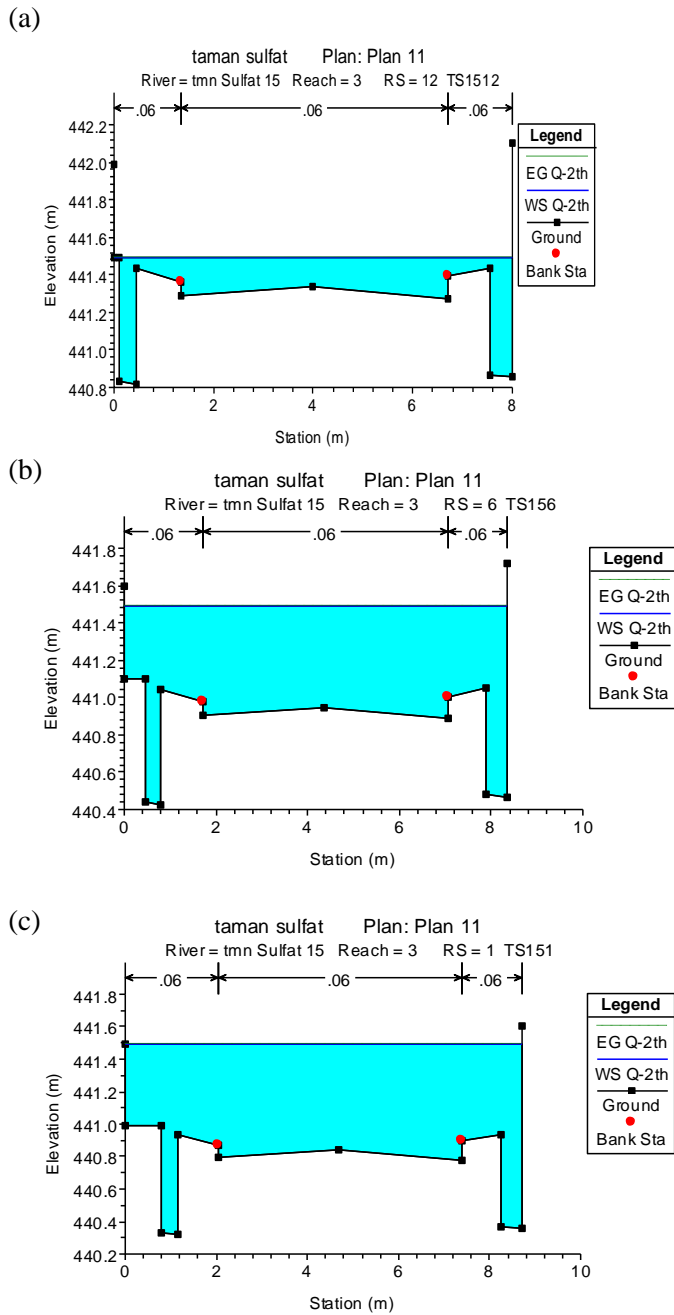 (a)
taman sulfat Plan: Plan 11
River = tmn Sulfat 15 Reach = 3 RS = 12 TS1512
.06 .06 .06
442.2
442.0
441.8
441.6
441.4
441.2
441.0
440.8
Elevation (m)
0 2 4 6 8
Station (m)
Legend
EG Q-2th
WS Q-2th
Ground
Bank Sta
(b)
taman sulfat Plan: Plan 11
River = tmn Sulfat 15 Reach = 3 RS = 6 TS156
.06 .06 .06
441.8
441.6
441.4
441.2
441.0
440.8
440.6
440.4
Elevation (m)
0 2 4 6 8 10
Station (m)
Legend
EG Q-2th
WS Q-2th
Ground
Bank Sta
(c)
taman sulfat Plan: Plan 11
River = tmn Sulfat 15 Reach = 3 RS = 1 TS151
.06 .06 .06
441.8
441.6
441.4
441.2
441.0
440.8
440.6
440.4
440.2
Elevation (m)
0 2 4 6 8 10
Station (m)
Legend
EG Q-2th
WS Q-2th
Ground
Bank Sta